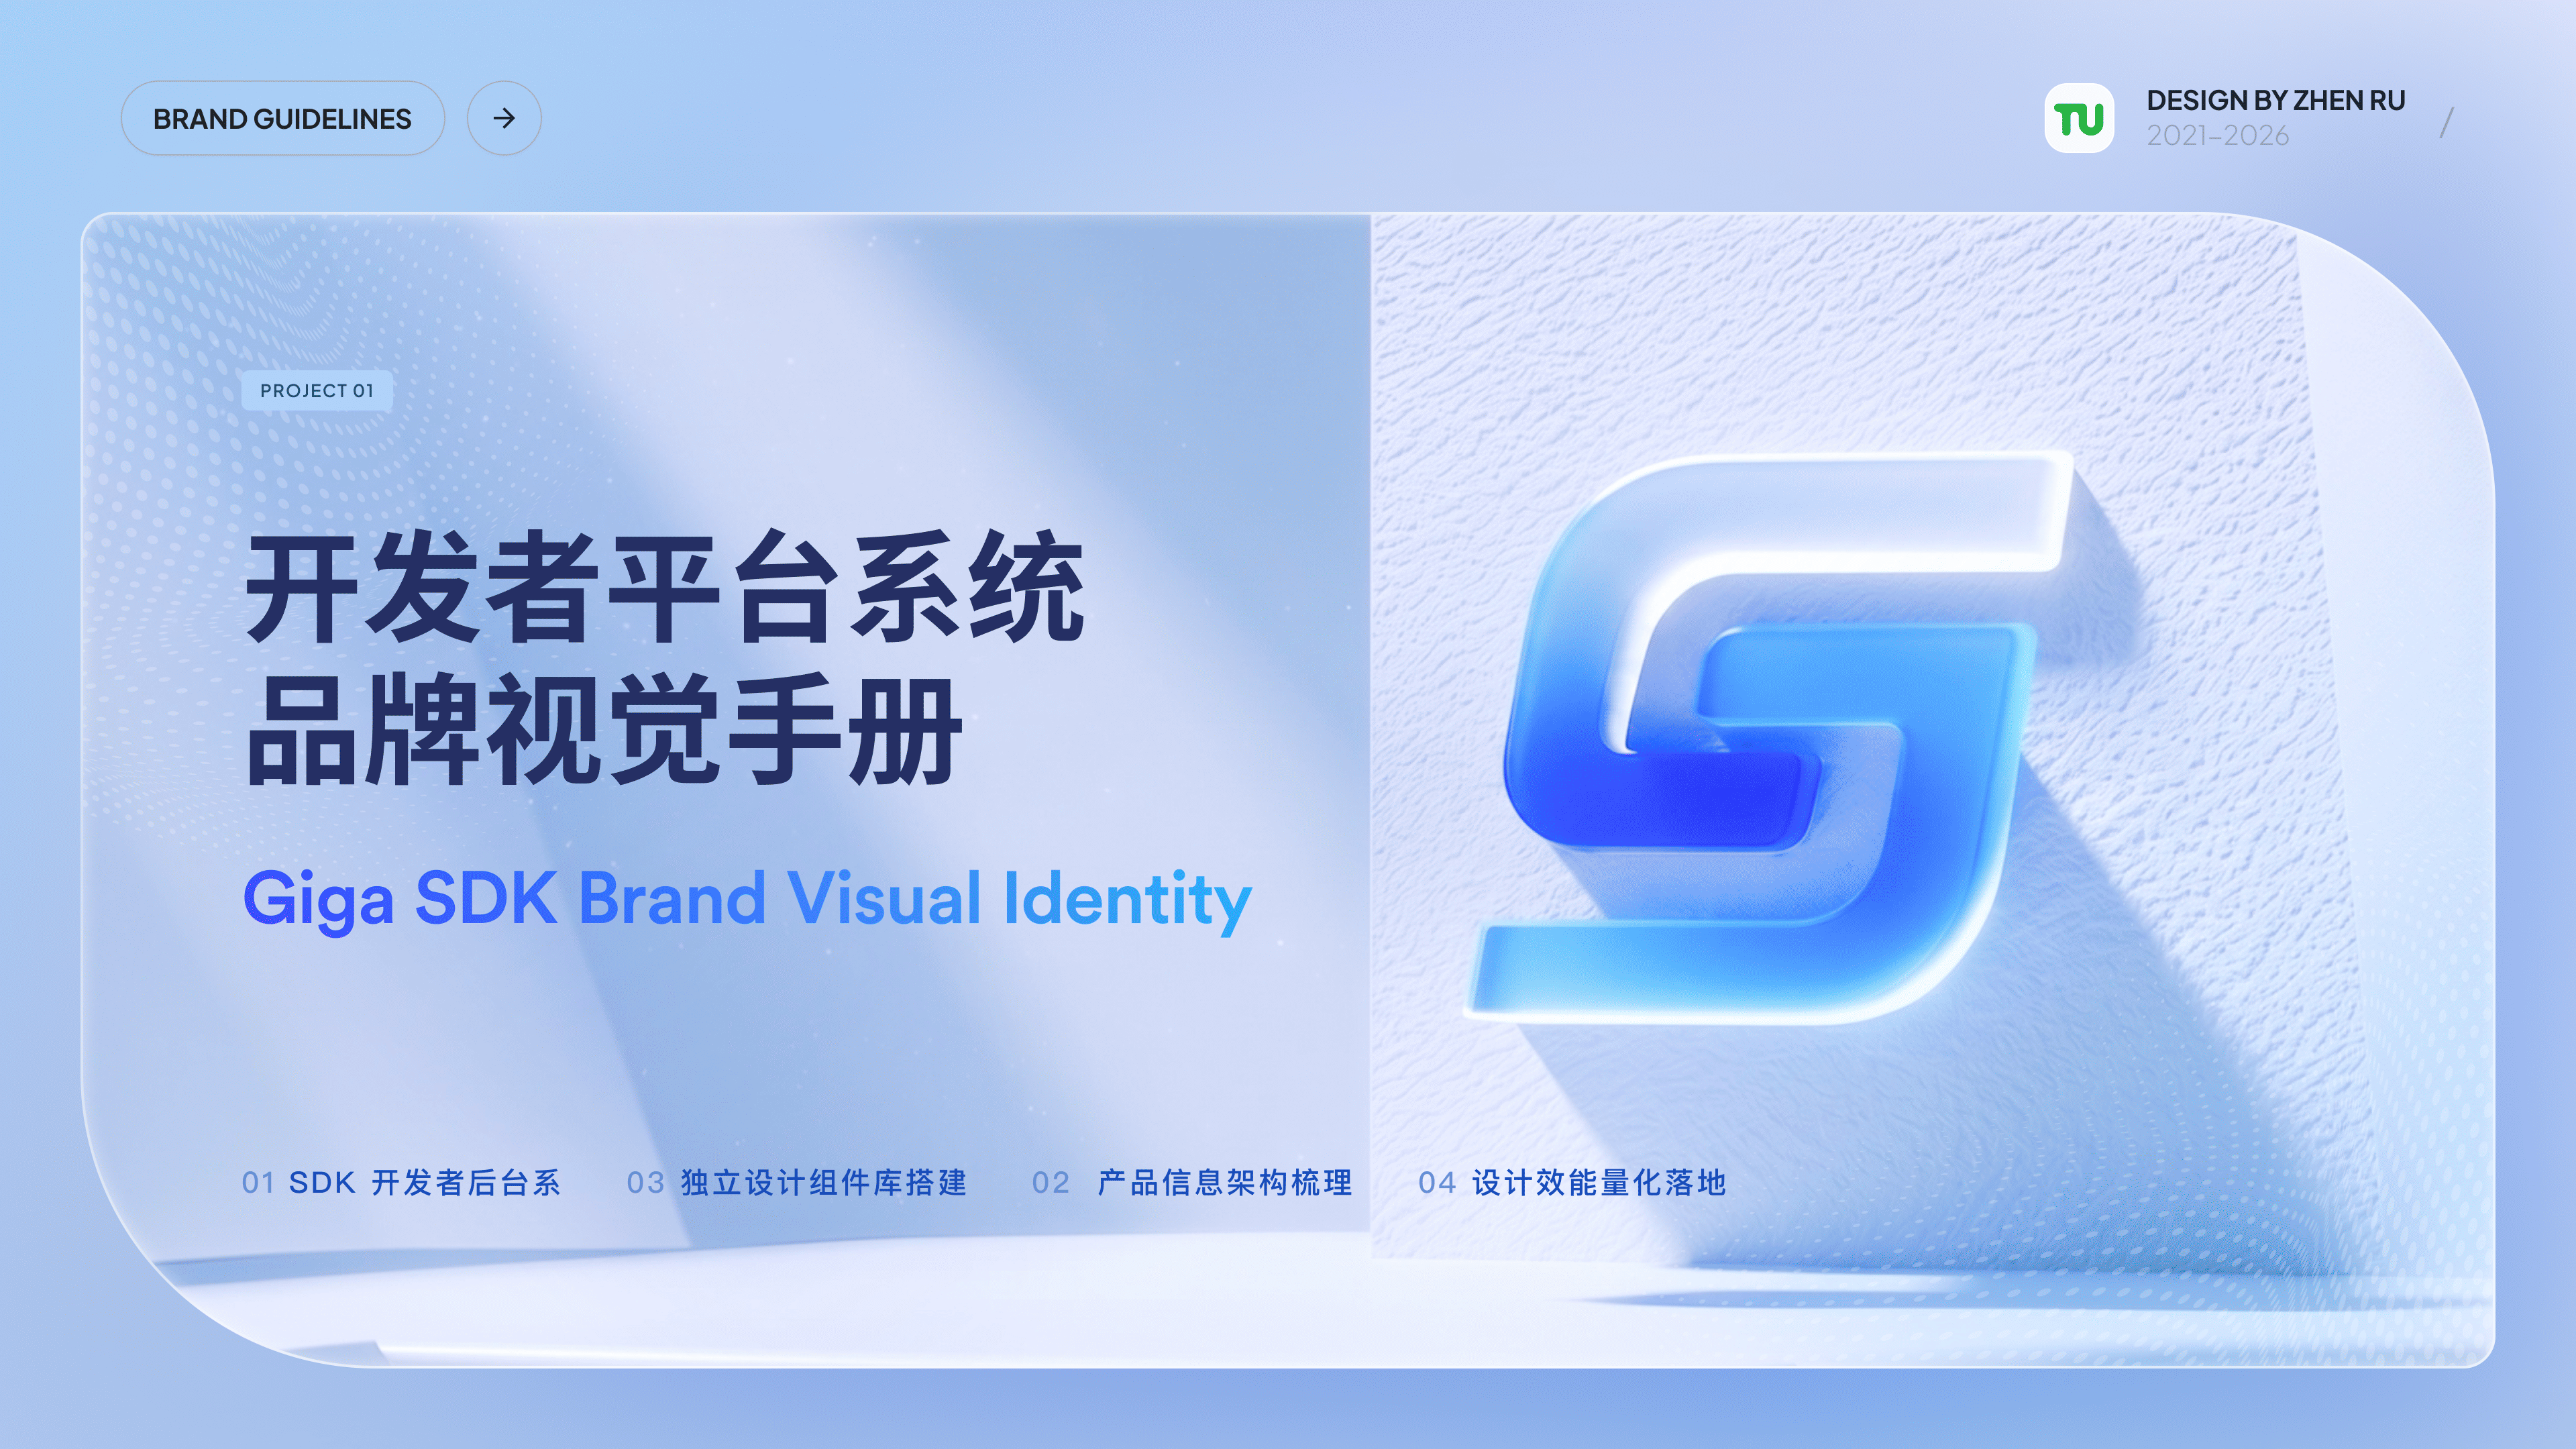 BRAND GUIDELINES
TU
DESIGN BY ZHEN RU
2021–2026
PROJECT 01
开发者平台系统
品牌视觉手册
Giga SDK Brand Visual Identity
01 SDK 开发者后台系 03 独立设计组件库搭建 02 产品信息架构梳理 04 设计效能量化落地